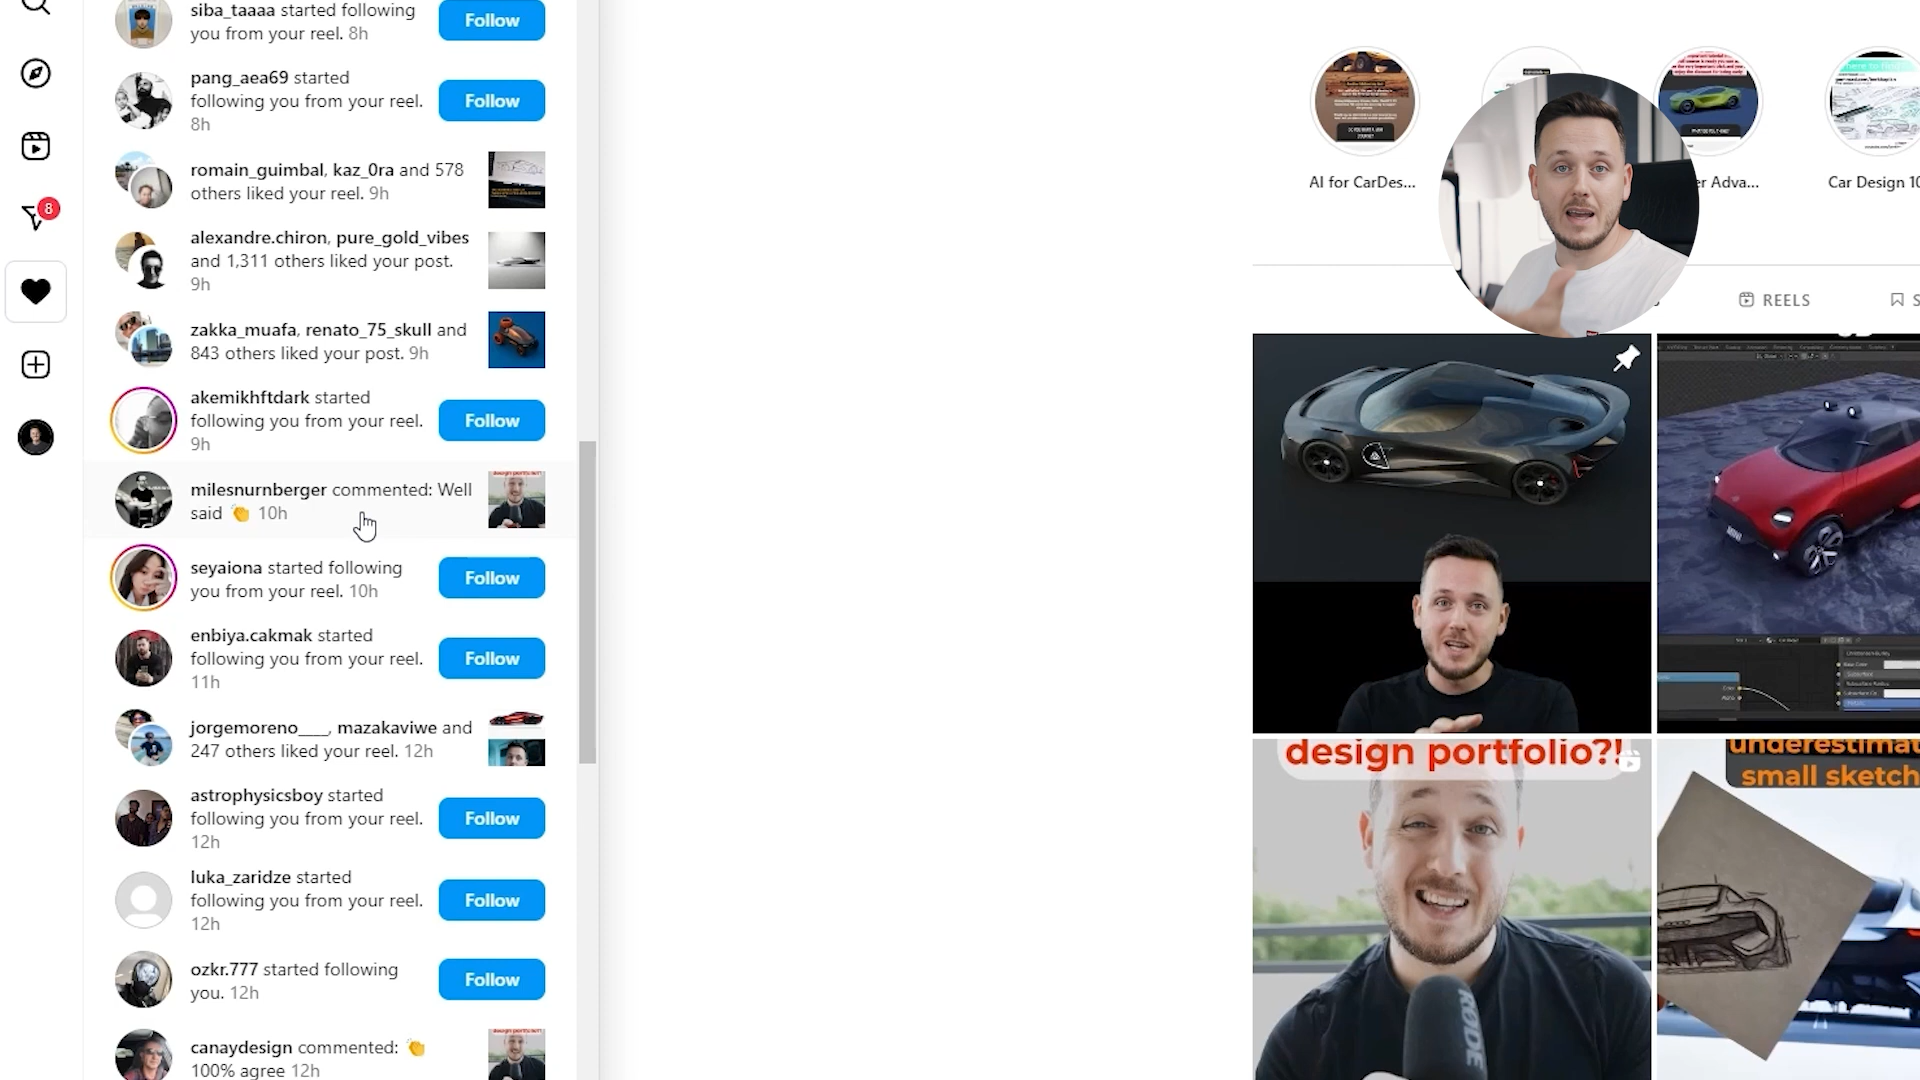 siba_taaaa started following
you from your reel. 8h
Follow
pang_aea69 started
following you from your reel.
8h
Follow
romain_guimbal, kaz_0ra and 578
others liked your reel. 9h
8
alexandre.chiron, pure_gold_vibes
and 1,311 others liked your post.
9h
zakka_muafa, renato_75_skull and
843 others liked your post. 9h
akemikhftdark started
following you from your reel.
9h
Follow
milesnurnberger commented: Well
said 👏 10h
seyaiona started following
you from your reel. 10h
Follow
enbiya.cakmak started
following you from your reel.
11h
Follow
jorgemoreno____, mazakaviwe and
247 others liked your reel. 12h
astrophysicsboy started
following you from your reel.
12h
Follow
luka_zaridze started
following you from your reel.
12h
Follow
ozkr.777 started following
you. 12h
Follow
canaydesign commented: 👏
100% agree 12h
AI for CarDes...
er Adva...
Car Design 10
REELS
S
design portfolio?!
RØDE
underestimat
small sketch